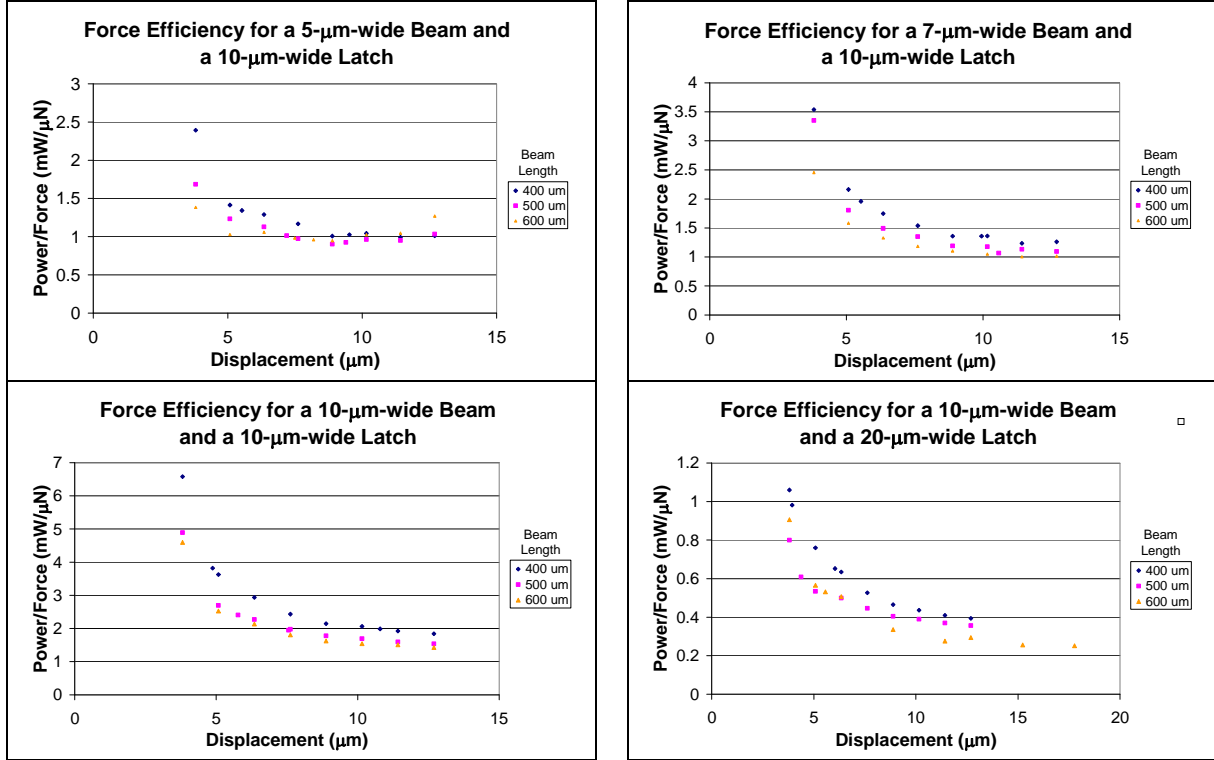 Force Efficiency for a 5-μm-wide Beam and
a 10-μm-wide Latch
Power/Force (mW/μN)
3
2.5
2
1.5
1
0.5
0
0 5 10 15
Displacement (μm)
Beam
Length
400 um
500 um
600 um
Force Efficiency for a 7-μm-wide Beam and
a 10-μm-wide Latch
Power/Force (mW/μN)
4
3.5
3
2.5
2
1.5
1
0.5
0
0 5 10 15
Displacement (μm)
Beam
Length
400 um
500 um
600 um
Force Efficiency for a 10-μm-wide Beam
and a 10-μm-wide Latch
Power/Force (mW/μN)
7
6
5
4
3
2
1
0
0 5 10 15
Displacement (μm)
Beam
Length
400 um
500 um
600 um
Force Efficiency for a 10-μm-wide Beam
and a 20-μm-wide Latch
Power/Force (mW/μN)
1.2
1
0.8
0.6
0.4
0.2
0
0 5 10 15 20
Displacement (μm)
Beam
Length
400 um
500 um
600 um